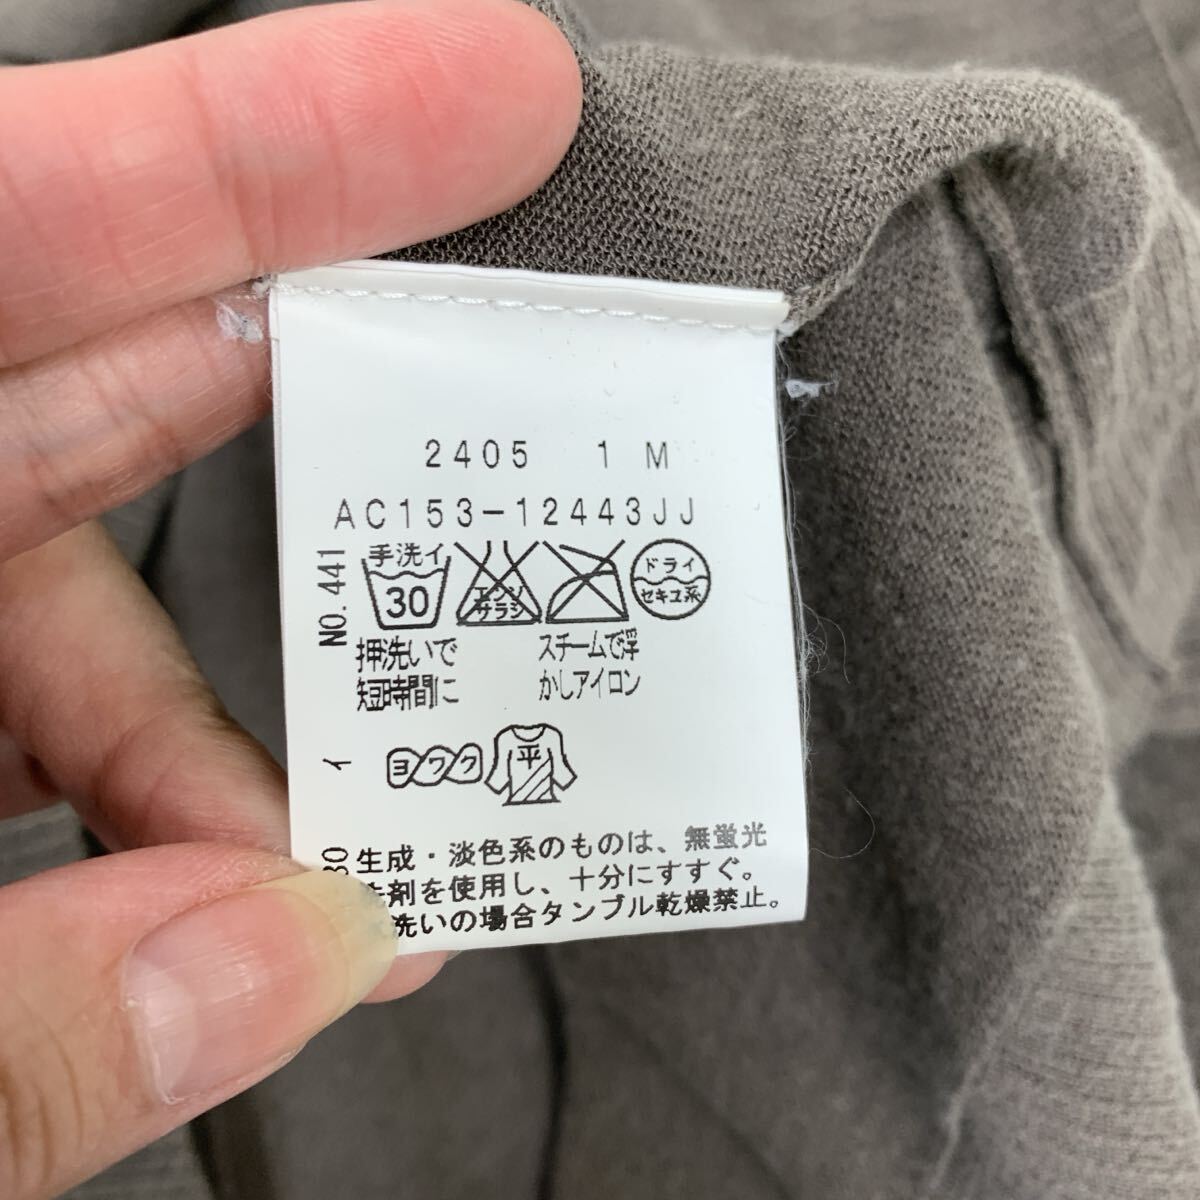 2405 1 M
AC153-12443JJ
NO.441
手洗イ
30
エンソ
サラシ
ドライ
セキユ系
押洗いで
短時間に
スチームで浮
かしアイロン
イ
ヨワク
平
生成・淡色系のものは、無蛍光
剤を使用し、十分にすすぐ。
洗いの場合タンブル乾燥禁止。